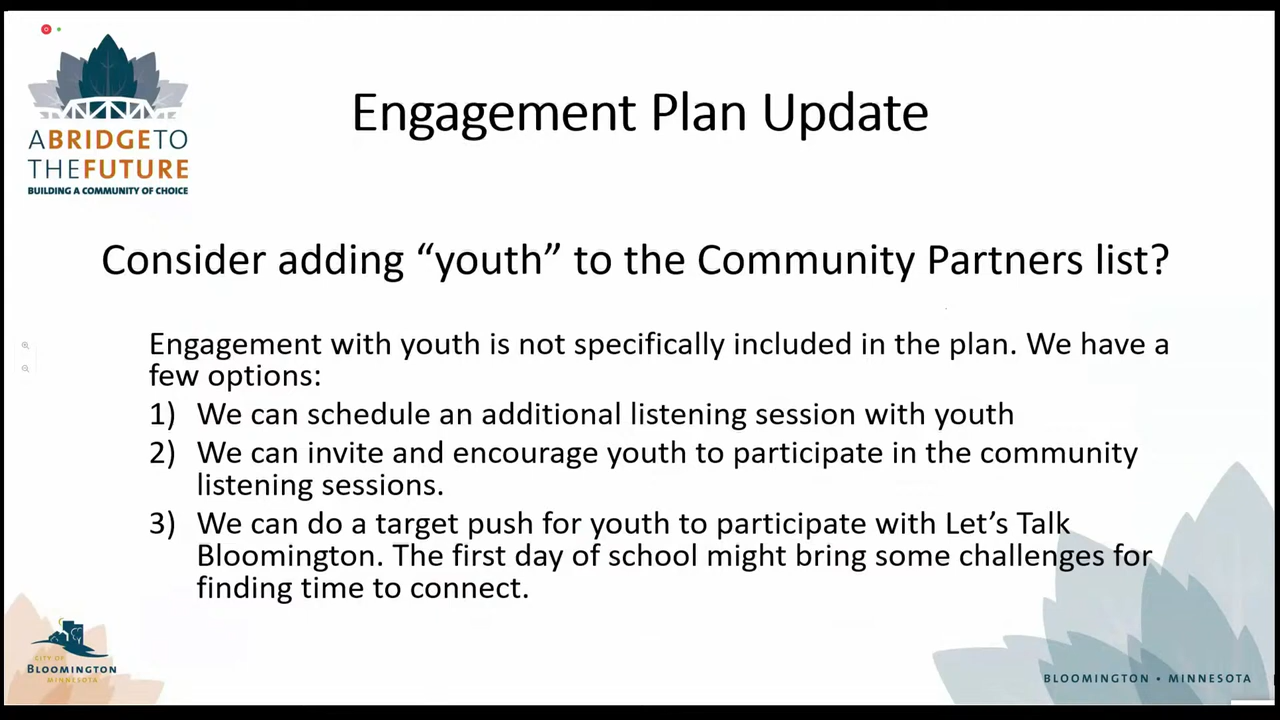 A BRIDGE TO
THE FUTURE
BUILDING A COMMUNITY OF CHOICE
Engagement Plan Update
Consider adding “youth” to the Community Partners list?
Engagement with youth is not specifically included in the plan. We have a
few options:
1) We can schedule an additional listening session with youth
2) We can invite and encourage youth to participate in the community
listening sessions.
3) We can do a target push for youth to participate with Let’s Talk
Bloomington. The first day of school might bring some challenges for
finding time to connect.
CITY OF
BLOOMINGTON
MINNESOTA
BLOOMINGTON • MINNESOTA